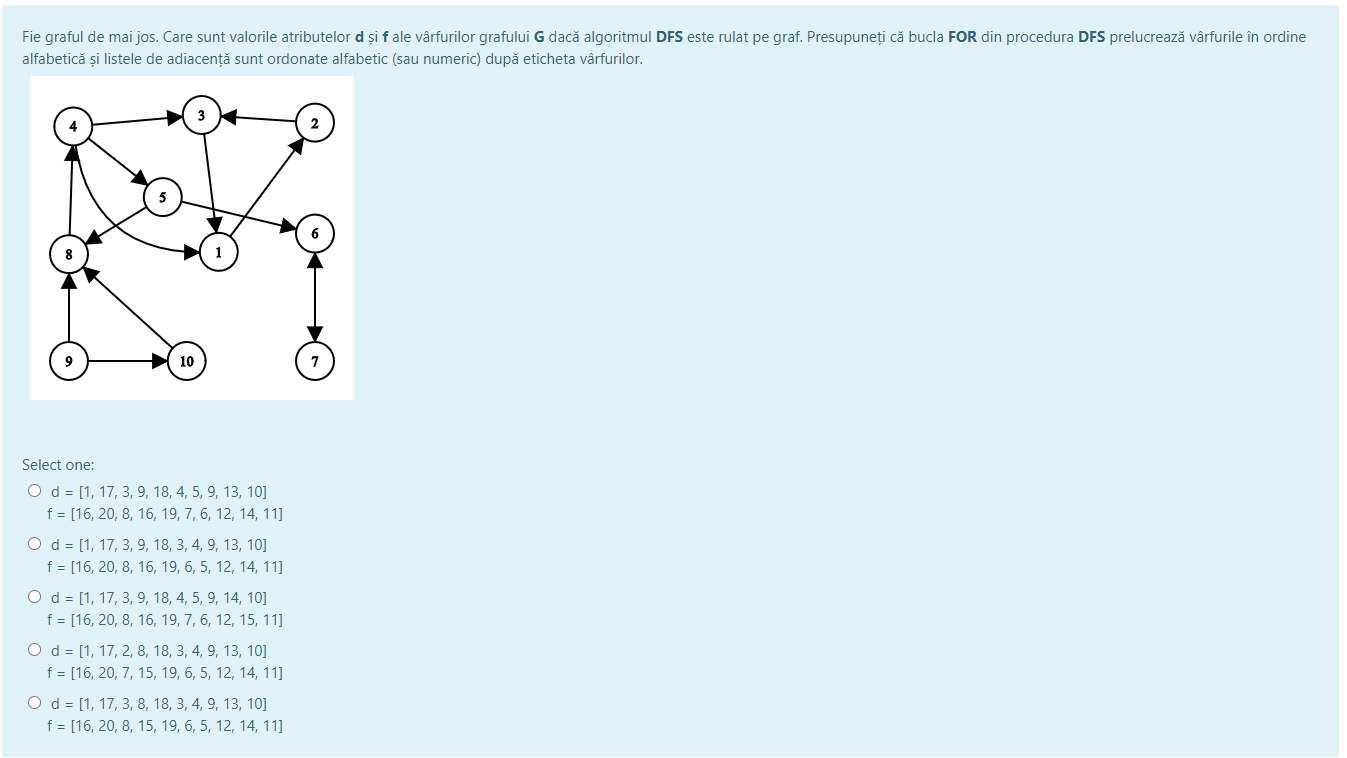 Fie graful de mai jos. Care sunt valorile atributelor d și f ale vârfurilor grafului G dacă algoritmul DFS este rulat pe graf. Presupuneți că bucla FOR din procedura DFS prelucrează vârfurile în ordine
alfabetică și listele de adiacență sunt ordonate alfabetic (sau numeric) după eticheta vârfurilor.
3
2
4
5
6
1
8
9
10
7
Select one:
d = [1, 17, 3, 9, 18, 4, 5, 9, 13, 10]
f = [16, 20, 8, 16, 19, 7, 6, 12, 14, 11]
d = [1, 17, 3, 9, 18, 3, 4, 9, 13, 10]
f = [16, 20, 8, 16, 19, 6, 5, 12, 14, 11]
d = [1, 17, 3, 9, 18, 4, 5, 9, 14, 10]
f = [16, 20, 8, 16, 19, 7, 6, 12, 15, 11]
d = [1, 17, 2, 8, 18, 3, 4, 9, 13, 10]
f = [16, 20, 7, 15, 19, 6, 5, 12, 14, 11]
d = [1, 17, 3, 8, 18, 3, 4, 9, 13, 10]
f = [16, 20, 8, 15, 19, 6, 5, 12, 14, 11]